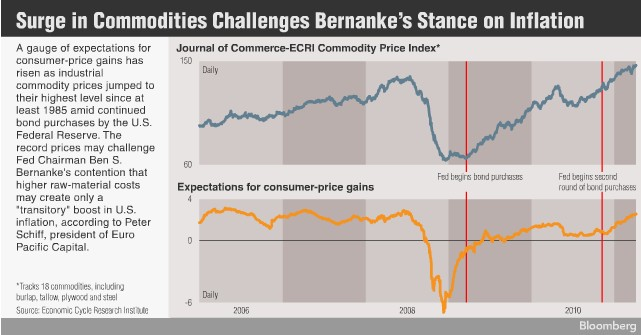 Surge in Commodities Challenges Bernanke's Stance on Inflation
A gauge of expectations for
consumer-price gains has
risen as industrial
commodity prices jumped to
their highest level since at
least 1985 amid continued
bond purchases by the U.S.
Federal Reserve. The
record prices may challenge
Fed Chairman Ben S.
Bernanke's contention that
higher raw-material costs
may create only a
"transitory" boost in U.S.
inflation, according to Peter
Schiff, president of Euro
Pacific Capital.
*Tracks 18 commodities, including
burlap, tallow, plywood and steel
Source: Economic Cycle Research Institute
Journal of Commerce-ECRI Commodity Price Index*
150
Daily
60
Fed begins bond purchases
Fed begins second
round of bond purchases
Expectations for consumer-price gains
4
0
Daily
-6
2006
2008
2010
Bloomberg